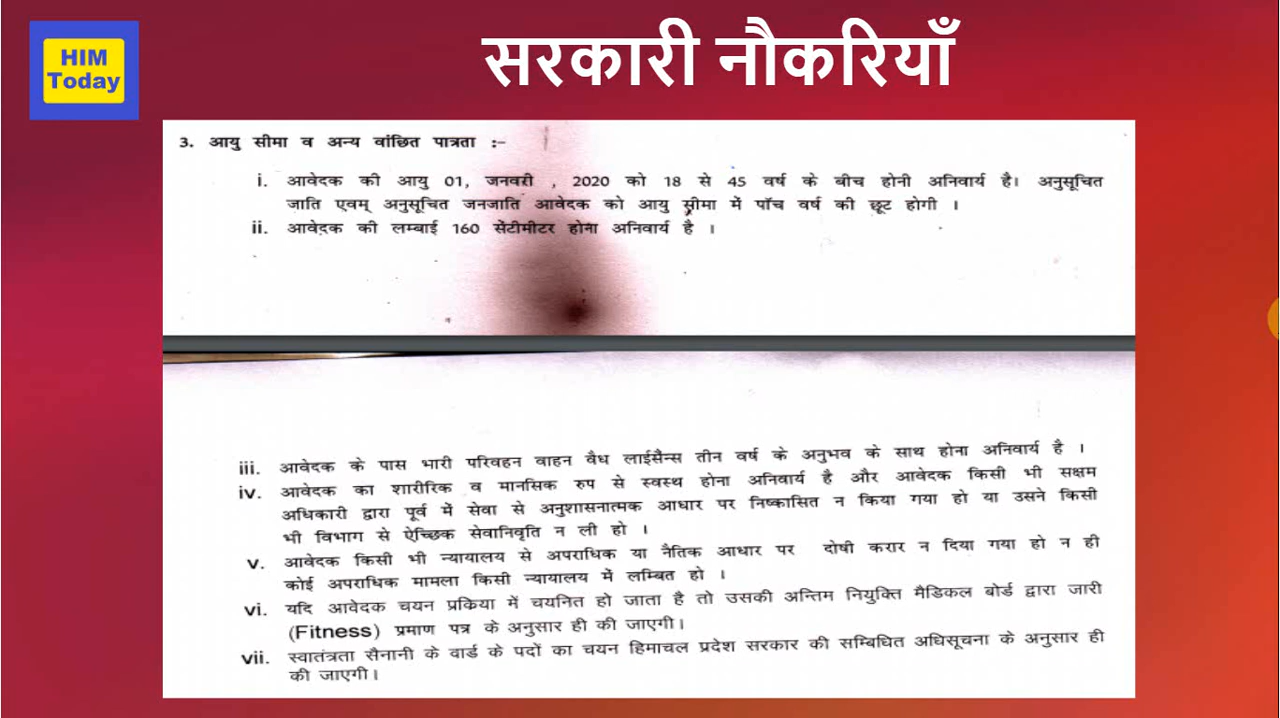 HIM
Today
सरकारी नौकरियाँ
3. आयु सीमा व अन्य वांछित पात्रता :–
i. आवेदक की आयु 01, जनवरी , 2020 को 18 से 45 वर्ष के बीच होनी अनिवार्य है। अनुसूचित
जाति एवम् अनुसूचित जनजाति आवेदक को आयु सीमा में पाँच वर्ष की छूट होगी ।
ii. आवेदक की लम्बाई 160 सेंटीमीटर होना अनिवार्य है ।
iii. आवेदक के पास भारी परिवहन वाहन वैध लाईसैन्स तीन वर्ष के अनुभव के साथ होना अनिवार्य है ।
iv. आवेदक का शारीरिक व मानसिक रुप से स्वस्थ होना अनिवार्य है और आवेदक किसी भी सक्षम
अधिकारी द्वारा पूर्व में सेवा से अनुशासनात्मक आधार पर निष्कासित न किया गया हो या उसने किसी
भी विभाग से ऐच्छिक सेवानिवृति न ली हो ।
v. आवेदक किसी भी न्यायालय से अपराधिक या नैतिक आधार पर दोषी करार न दिया गया हो न ही
कोई अपराधिक मामला किसी न्यायालय में लम्बित हो ।
vi. यदि आवेदक चयन प्रकिया में चयनित हो जाता है तो उसकी अन्तिम नियुक्ति मैडिकल बोर्ड द्वारा जारी
(Fitness) प्रमाण पत्र के अनुसार ही की जाएगी।
vii. स्वातंत्रता सैनानी के वार्ड के पदों का चयन हिमाचल प्रदेश सरकार की सम्बिधित अधिसूचना के अनुसार ही
की जाएगी।